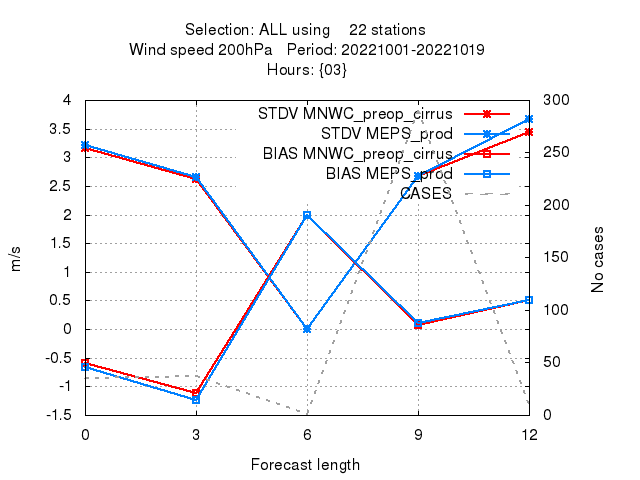 Selection: ALL using 22 stations
Wind speed 200hPa Period: 20221001-20221019
Hours: {03}
STDV MNWC_preop_cirrus
STDV MEPS_prod
BIAS MNWC_preop_cirrus
BIAS MEPS_prod
CASES
4
3.5
3
2.5
2
1.5
1
0.5
0
-0.5
-1
-1.5
m/s
300
250
200
150
100
50
0
No cases
0 3 6 9 12
Forecast length